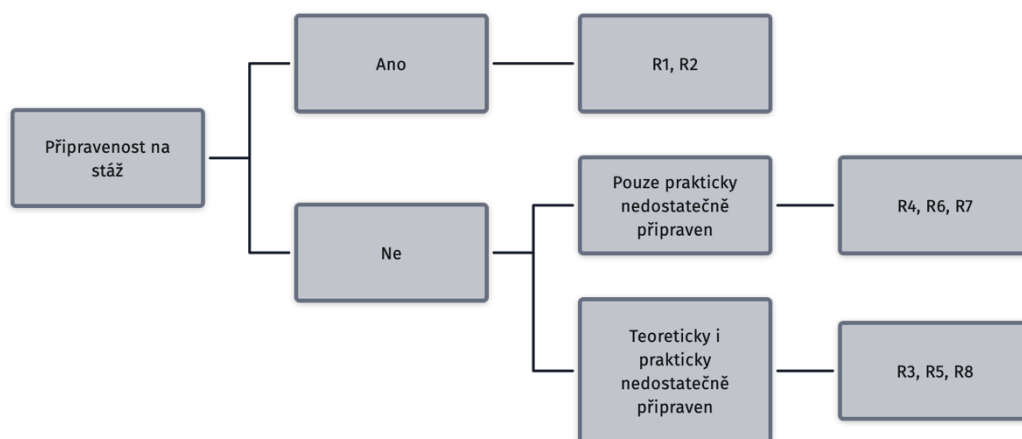 Připravenost na
stáž
Ano
R1, R2
Ne
Pouze prakticky
nedostatečně
připraven
R4, R6, R7
Teoreticky i
prakticky
nedostatečně
připraven
R3, R5, R8